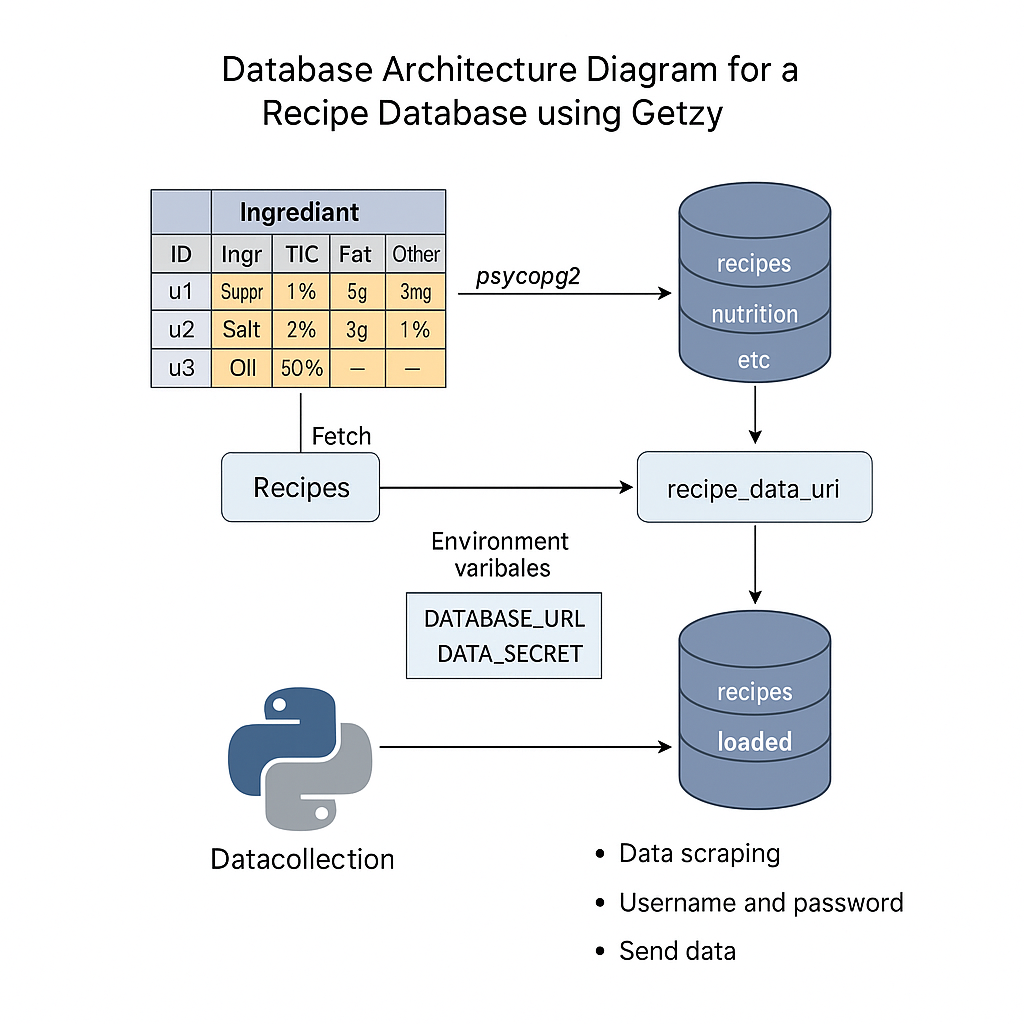 Database Architecture Diagram for a
Recipe Database using Getzy
Ingrediant
ID Ingr TIC Fat Other
u1 Suppr 1% 5g 3mg
u2 Salt 2% 3g 1%
u3 Oll 50% — —
psycopg2
recipes
nutrition
etc
Fetch
Recipes
recipe_data_uri
Environment
varibales
DATABASE_URL
DATA_SECRET
recipes
loaded
Datacollection
• Data scraping
• Username and password
• Send data